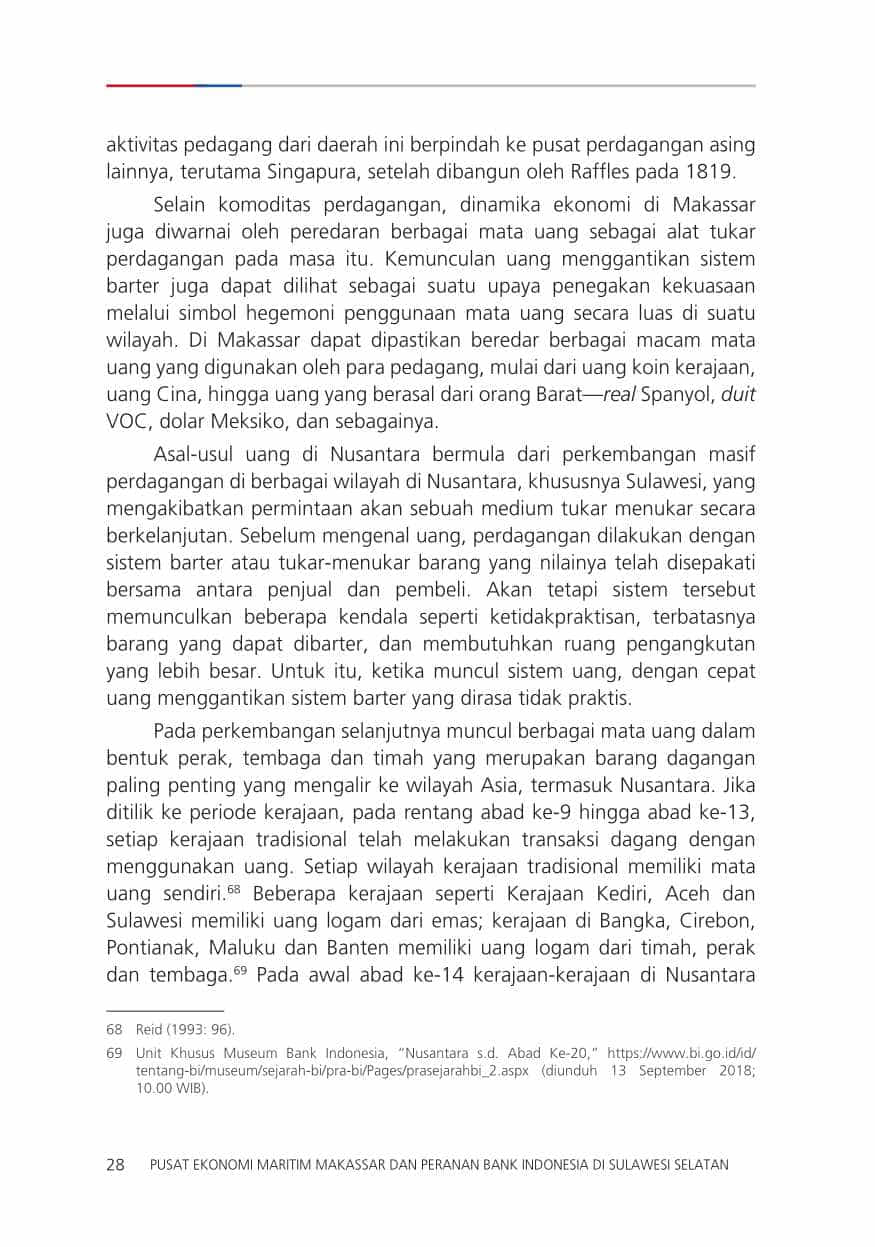 aktivitas pedagang dari daerah ini berpindah ke pusat perdagangan asing
lainnya, terutama Singapura, setelah dibangun oleh Raffles pada 1819.
Selain komoditas perdagangan, dinamika ekonomi di Makassar
juga diwarnai oleh peredaran berbagai mata uang sebagai alat tukar
perdagangan pada masa itu. Kemunculan uang menggantikan sistem
barter juga dapat dilihat sebagai suatu upaya penegakan kekuasaan
melalui simbol hegemoni penggunaan mata uang secara luas di suatu
wilayah. Di Makassar dapat dipastikan beredar berbagai macam mata
uang yang digunakan oleh para pedagang, mulai dari uang koin kerajaan,
uang Cina, hingga uang yang berasal dari orang Barat—real Spanyol, duit
VOC, dolar Meksiko, dan sebagainya.
Asal-usul uang di Nusantara bermula dari perkembangan masif
perdagangan di berbagai wilayah di Nusantara, khususnya Sulawesi, yang
mengakibatkan permintaan akan sebuah medium tukar menukar secara
berkelanjutan. Sebelum mengenal uang, perdagangan dilakukan dengan
sistem barter atau tukar-menukar barang yang nilainya telah disepakati
bersama antara penjual dan pembeli. Akan tetapi sistem tersebut
memunculkan beberapa kendala seperti ketidakpraktisan, terbatasnya
barang yang dapat dibarter, dan membutuhkan ruang pengangkutan
yang lebih besar. Untuk itu, ketika muncul sistem uang, dengan cepat
uang menggantikan sistem barter yang dirasa tidak praktis.
Pada perkembangan selanjutnya muncul berbagai mata uang dalam
bentuk perak, tembaga dan timah yang merupakan barang dagangan
paling penting yang mengalir ke wilayah Asia, termasuk Nusantara. Jika
ditilik ke periode kerajaan, pada rentang abad ke-9 hingga abad ke-13,
setiap kerajaan tradisional telah melakukan transaksi dagang dengan
menggunakan uang. Setiap wilayah kerajaan tradisional memiliki mata
uang sendiri.68 Beberapa kerajaan seperti Kerajaan Kediri, Aceh dan
Sulawesi memiliki uang logam dari emas; kerajaan di Bangka, Cirebon,
Pontianak, Maluku dan Banten memiliki uang logam dari timah, perak
dan tembaga.69 Pada awal abad ke-14 kerajaan-kerajaan di Nusantara
68 Reid (1993: 96).
69 Unit Khusus Museum Bank Indonesia, “Nusantara s.d. Abad Ke-20,” https://www.bi.go.id/id/
tentang-bi/museum/sejarah-bi/pra-bi/Pages/prasejarahbi_2.aspx (diunduh 13 September 2018;
10.00 WIB).
28 PUSAT EKONOMI MARITIM MAKASSAR DAN PERANAN BANK INDONESIA DI SULAWESI SELATAN